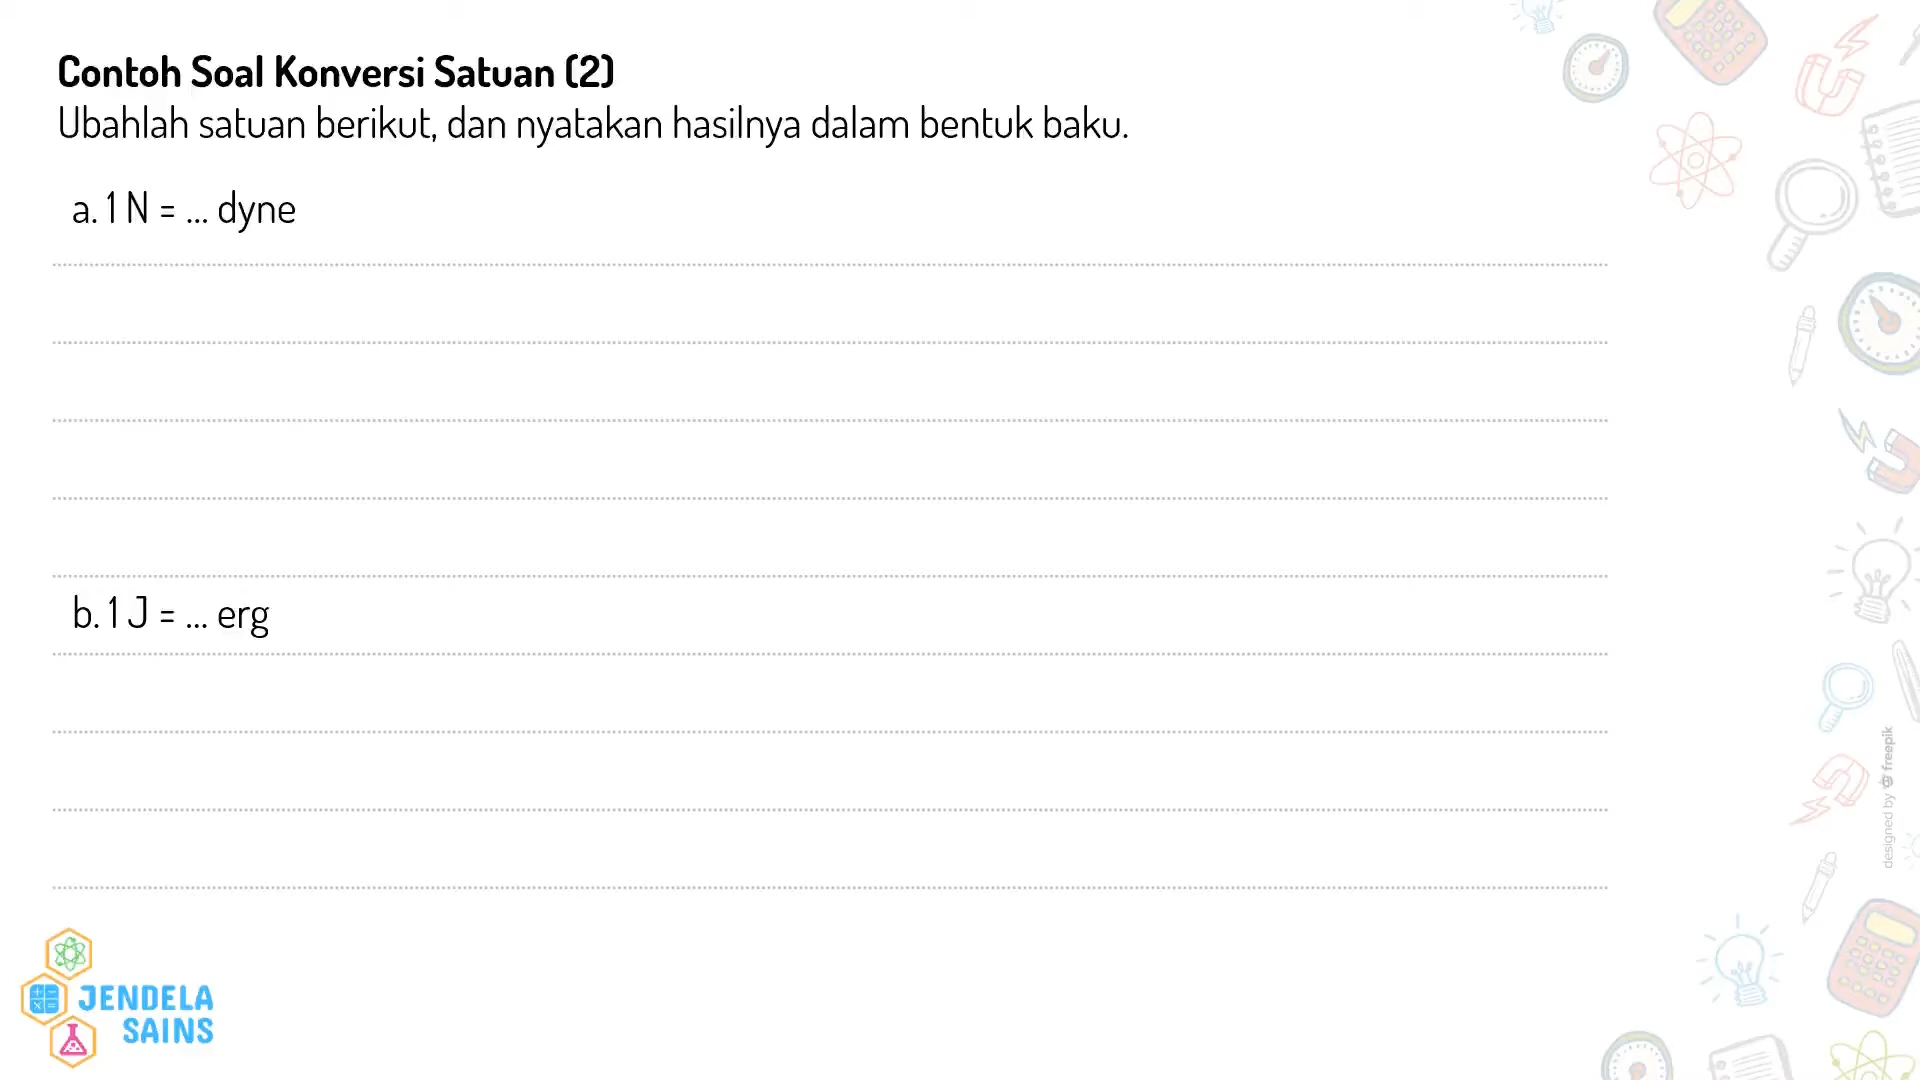 Contoh Soal Konversi Satuan (2)
Ubahlah satuan berikut, dan nyatakan hasilnya dalam bentuk baku.
a. 1 N = ... dyne
b. 1 J = ... erg
JENDELA
SAINS
designed by freepik